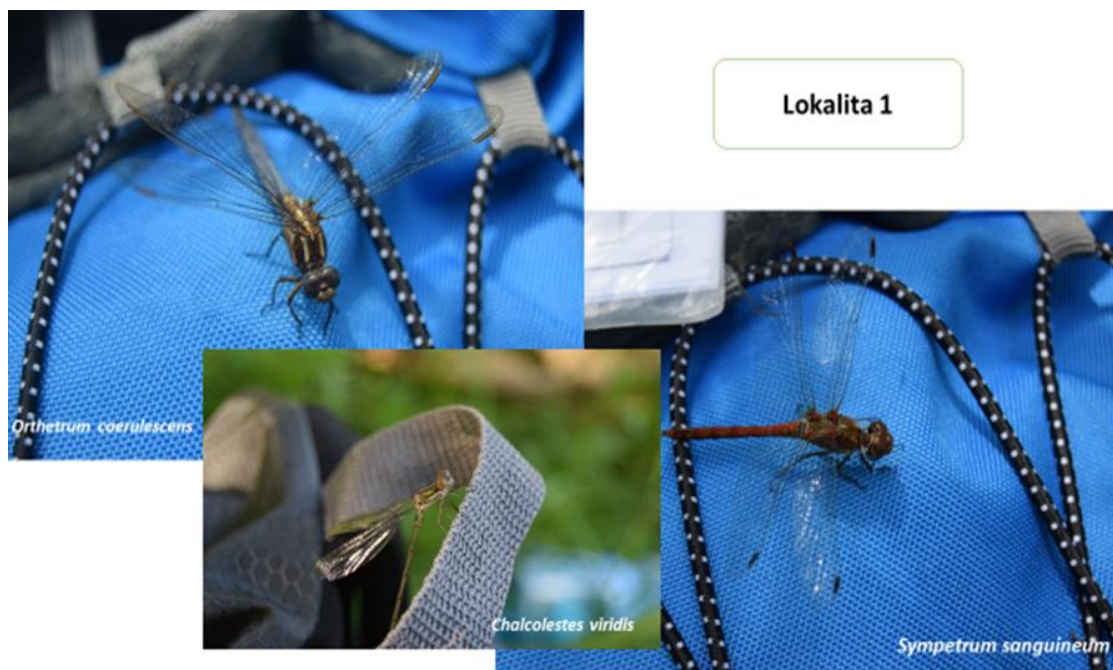 Lokalita 1
Orthetrum coerulescens
Chalcolestes viridis
Sympetrum sanguineum